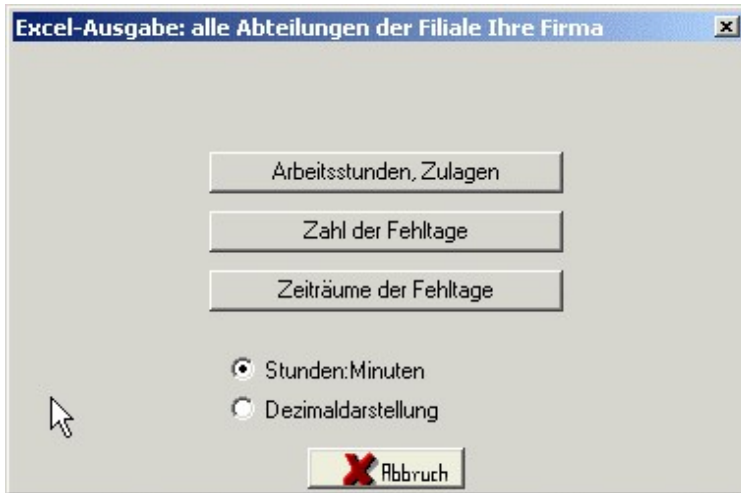 Excel-Ausgabe: alle Abteilungen der Filiale Ihre Firma
Arbeitsstunden, Zulagen
Zahl der Fehltage
Zeiträume der Fehltage
Stunden:Minuten
Dezimaldarstellung
Abbruch